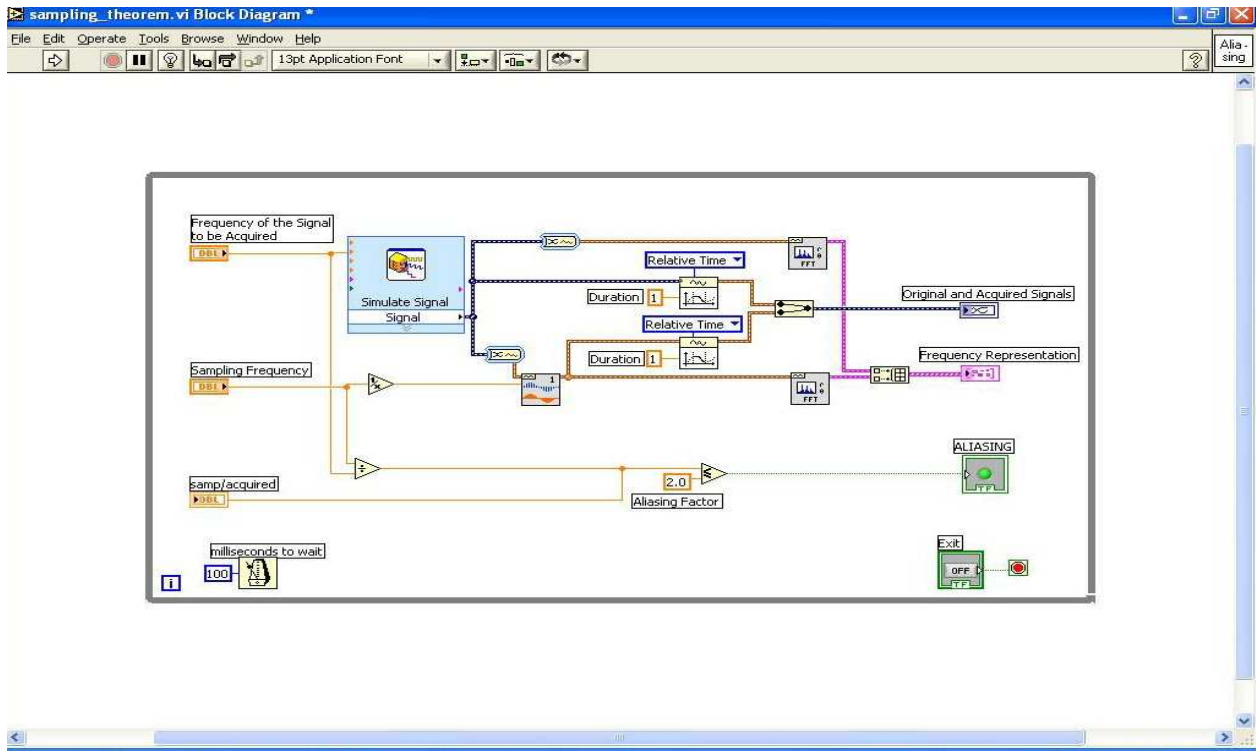 sampling_theorem.vi Block Diagram *
File Edit Operate Tools Browse Window Help
13pt Application Font
?
Alia-
sing
Frequency of the Signal
to be Acquired
DBL
Simulate Signal
Signal
Relative Time
FFT
Duration 1
Original and Acquired Signals
Relative Time
Duration 1
Frequency Representation
Sampling Frequency
DBL
1/x
1
FFT
÷
≤
ALIASING
TF
samp/acquired
DBL
2.0
Aliasing Factor
milliseconds to wait
100
i
Exit
OFF
TF